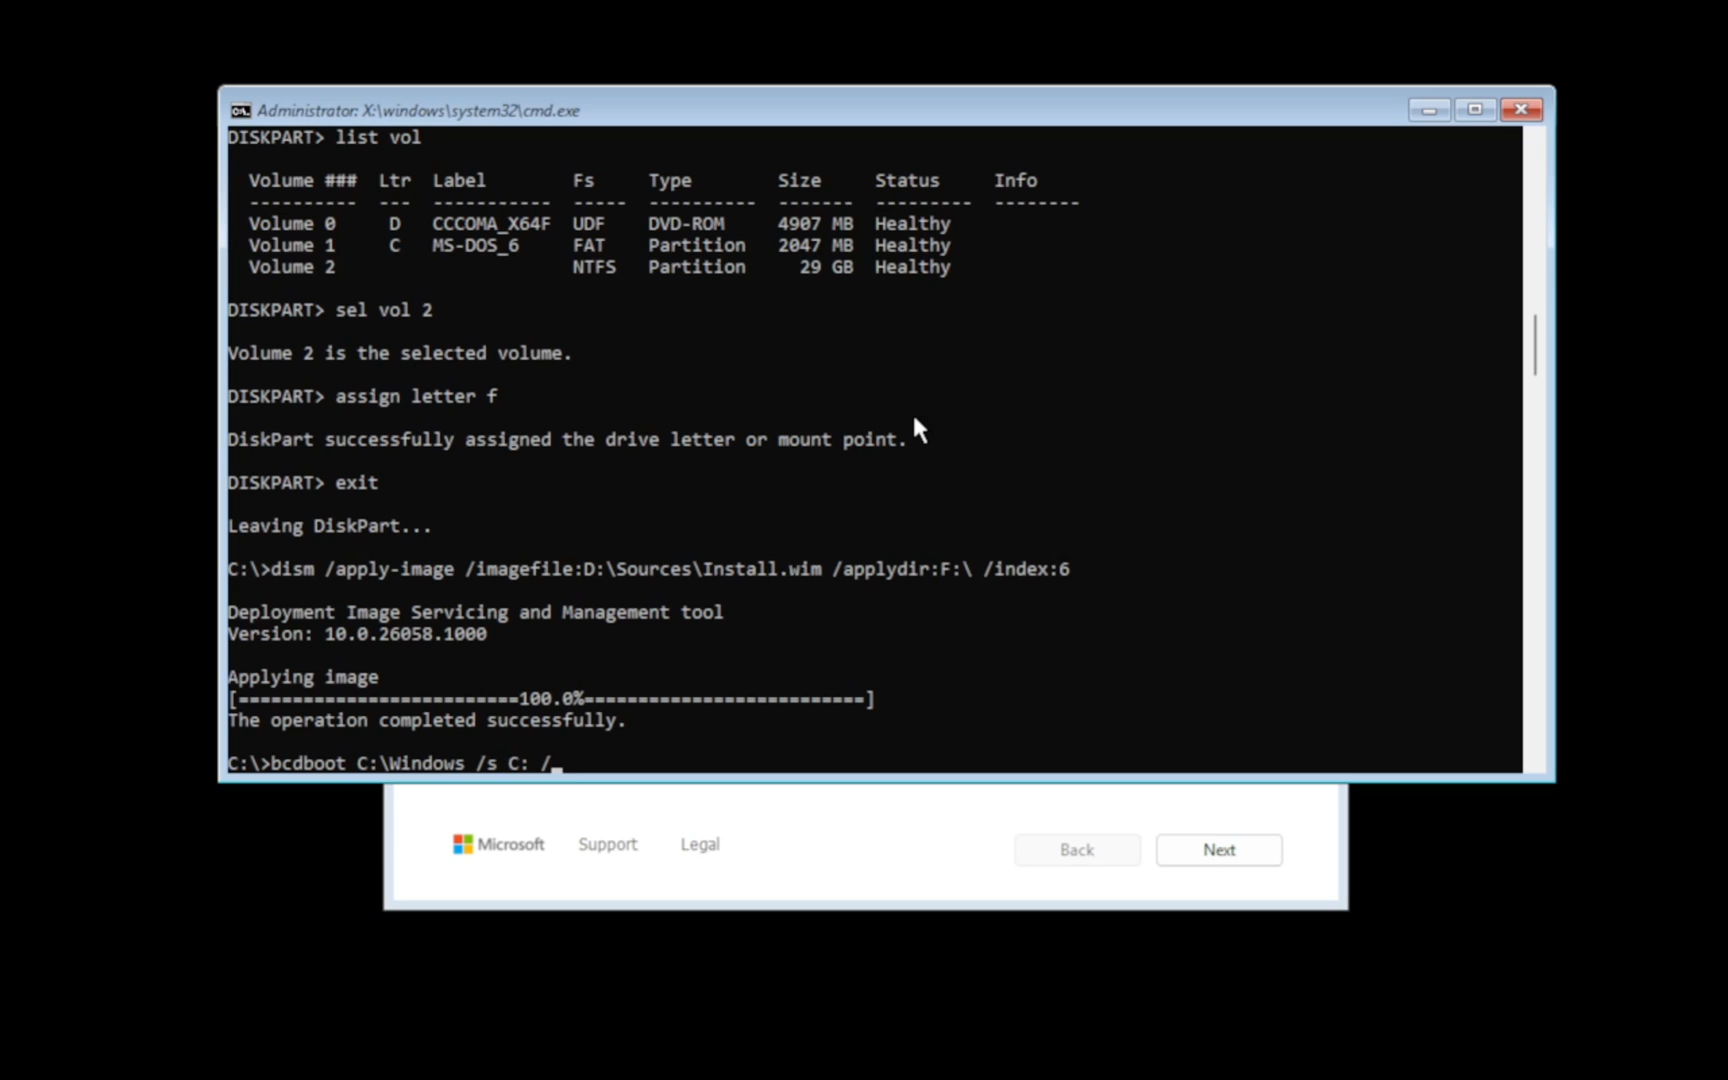 Administrator: X:\windows\system32\cmd.exe
DISKPART> list vol
Volume ### Ltr Label Fs Type Size Status Info
---------- --- ----------- ----- ---------- ------- --------- --------
Volume 0 D CCCOMA_X64F UDF DVD-ROM 4907 MB Healthy
Volume 1 C MS-DOS_6 FAT Partition 2047 MB Healthy
Volume 2 NTFS Partition 29 GB Healthy
DISKPART> sel vol 2
Volume 2 is the selected volume.
DISKPART> assign letter f
DiskPart successfully assigned the drive letter or mount point.
DISKPART> exit
Leaving DiskPart...
C:\>dism /apply-image /imagefile:D:\Sources\Install.wim /applydir:F:\ /index:6
Deployment Image Servicing and Management tool
Version: 10.0.26058.1000
Applying image
[==========================100.0%==========================]
The operation completed successfully.
C:\>bcdboot C:\Windows /s C: /_
Microsoft Support Legal Back Next